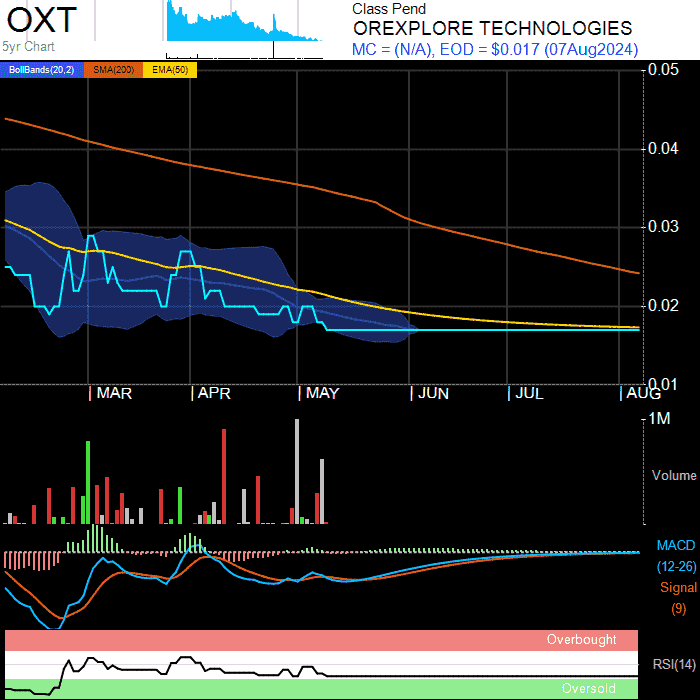 OXT
5yr Chart
Class Pend
OREXPLORE TECHNOLOGIES
MC = (N/A), EOD = $0.017 (07Aug2024)
BollBands(20,2) SMA(200) EMA(50)
0.05
0.04
0.03
0.02
0.01
MAR APR MAY JUN JUL AUG
1M
Volume
MACD
(12-26)
Signal
(9)
Overbought
RSI(14)
Oversold